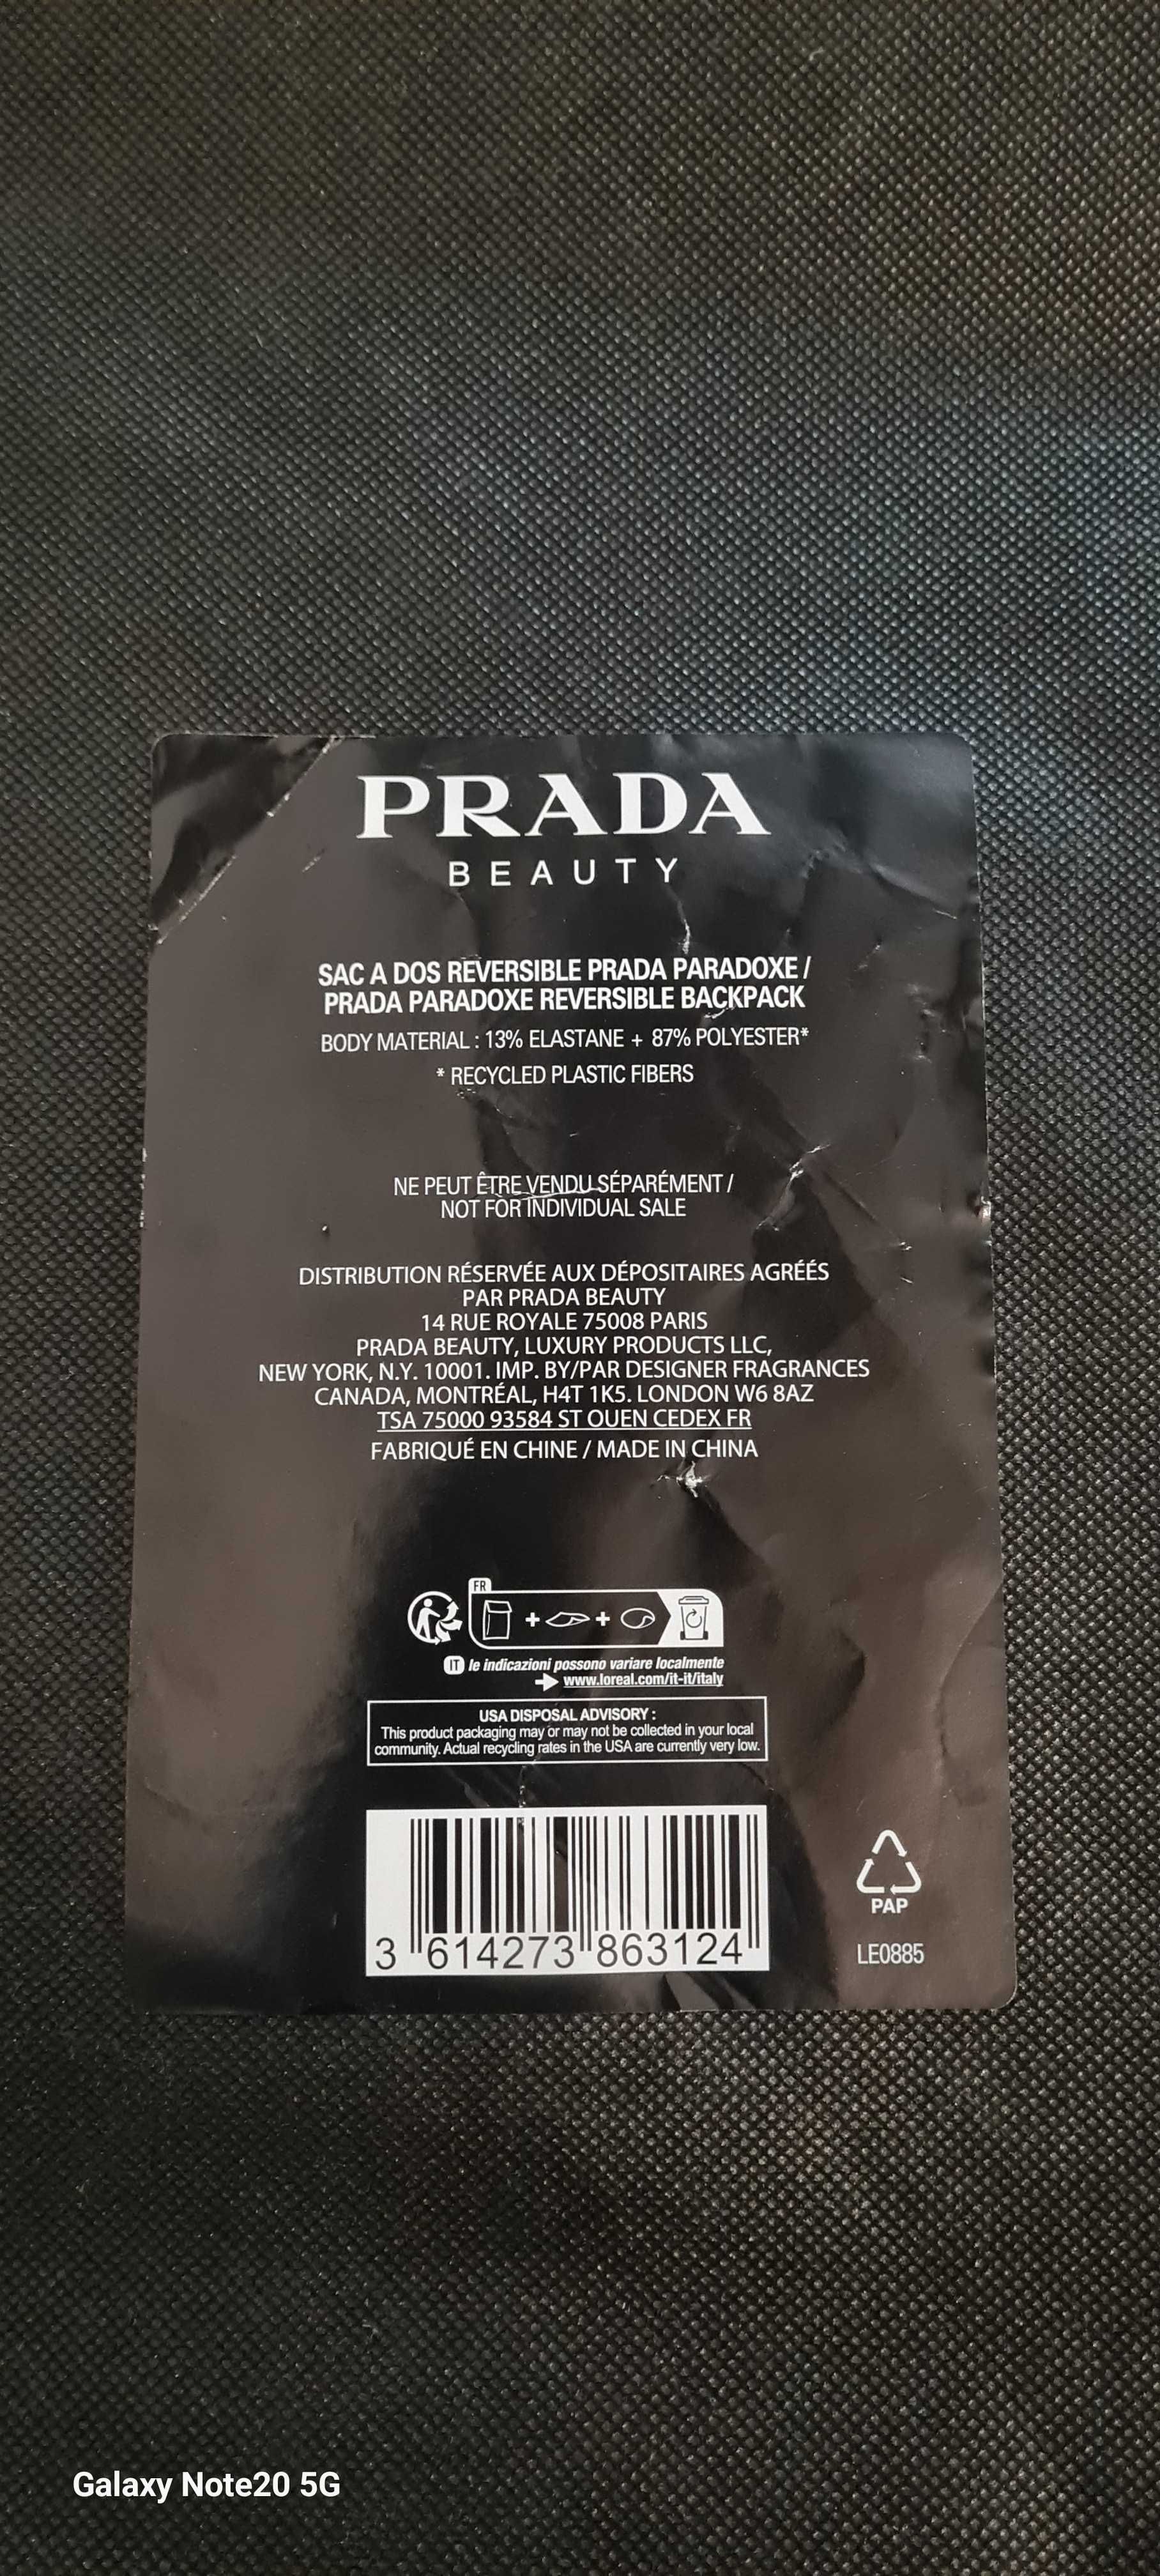 PRADA
BEAUTY
SAC A DOS REVERSIBLE PRADA PARADOXE /
PRADA PARADOXE REVERSIBLE BACKPACK
BODY MATERIAL : 13% ELASTANE + 87% POLYESTER*
* RECYCLED PLASTIC FIBERS
NE PEUT ÊTRE VENDU SÉPARÉMENT /
NOT FOR INDIVIDUAL SALE
DISTRIBUTION RÉSERVÉE AUX DÉPOSITAIRES AGRÉÉS
PAR PRADA BEAUTY
14 RUE ROYALE 75008 PARIS
PRADA BEAUTY, LUXURY PRODUCTS LLC,
NEW YORK, N.Y. 10001. IMP. BY/PAR DESIGNER FRAGRANCES
CANADA, MONTRÉAL, H4T 1K5. LONDON W6 8AZ
TSA 75000 93584 ST OUEN CEDEX FR
FABRIQUÉ EN CHINE / MADE IN CHINA
FR
+ +
IT le indicazioni possono variare localmente
www.loreal.com/it-it/italy
USA DISPOSAL ADVISORY :
This product packaging may or may not be collected in your local
community. Actual recycling rates in the USA are currently very low.
3 614273 863124
PAP
LE0885
Galaxy Note20 5G